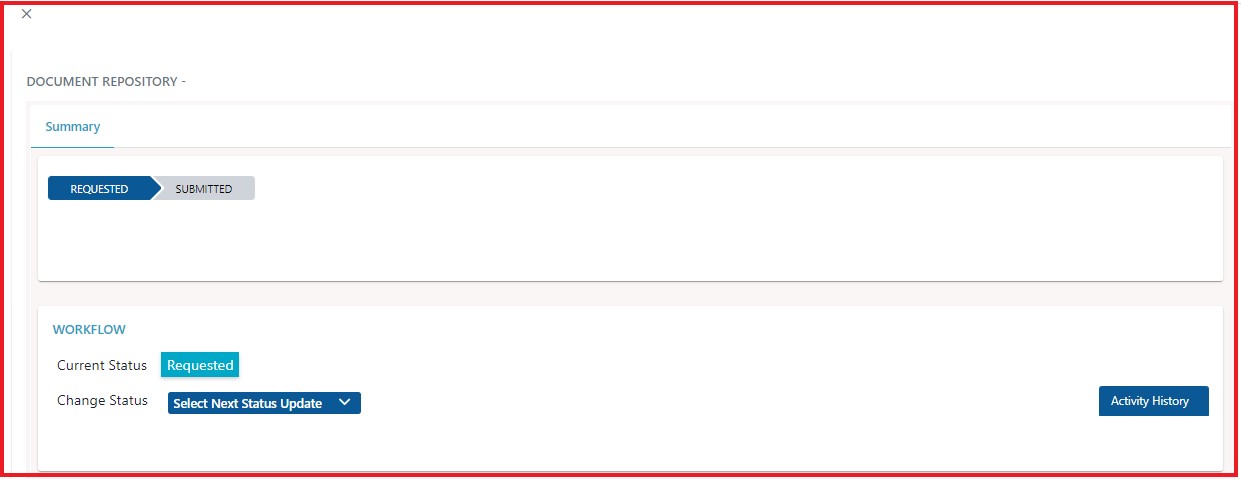 DOCUMENT REPOSITORY -
Summary
REQUESTED SUBMITTED
WORKFLOW
Current Status Requested
Change Status Select Next Status Update Activity History